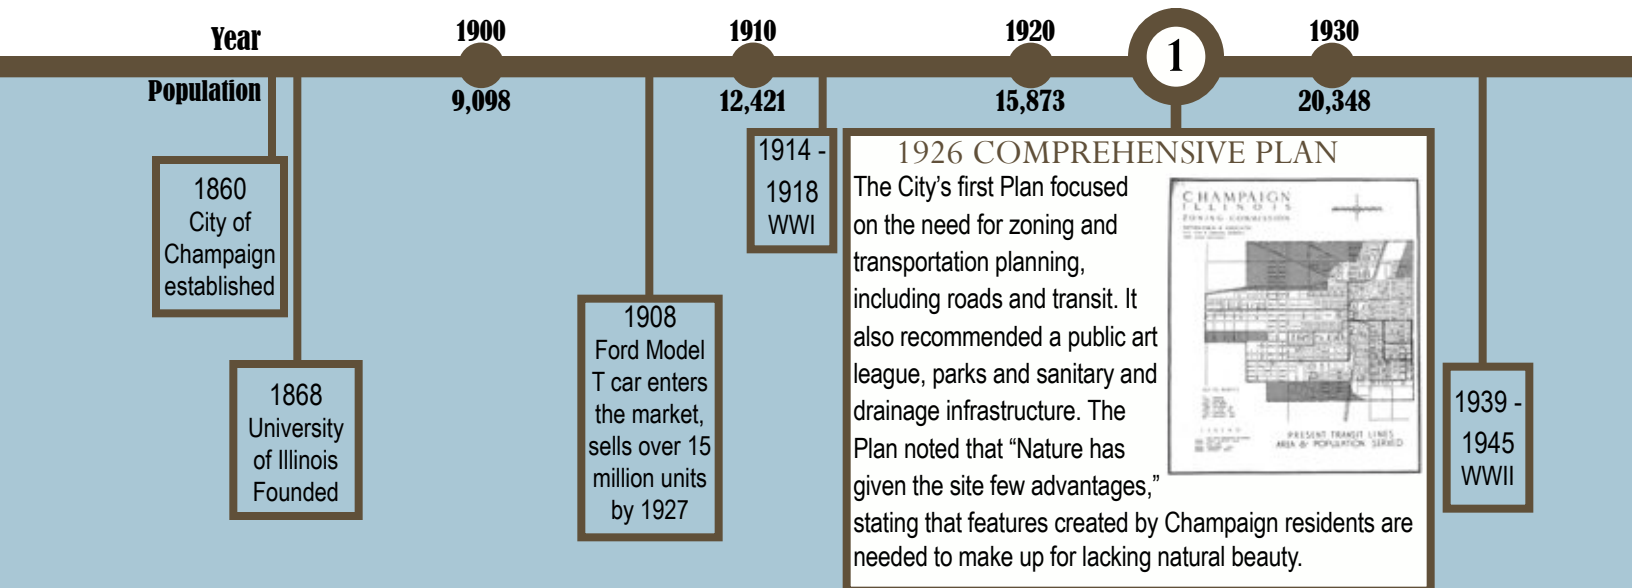 Year
1900
1910
1920
1
1930
Population
9,098
12,421
15,873
20,348
1860
City of
Champaign
established
1868
University
of Illinois
Founded
1908
Ford Model
T car enters
the market,
sells over 15
million units
by 1927
1914 -
1918
WWI
1926 COMPREHENSIVE PLAN
The City’s first Plan focused
on the need for zoning and
transportation planning,
including roads and transit. It
also recommended a public art
league, parks and sanitary and
drainage infrastructure. The
Plan noted that “Nature has
given the site few advantages,”
stating that features created by Champaign residents are
needed to make up for lacking natural beauty.
CHAMPAIGN
ILLINOIS
ZONING COMMISSION
PRESENT TRANSIT LINES
AREA & POPULATION SERVED
1939 -
1945
WWII